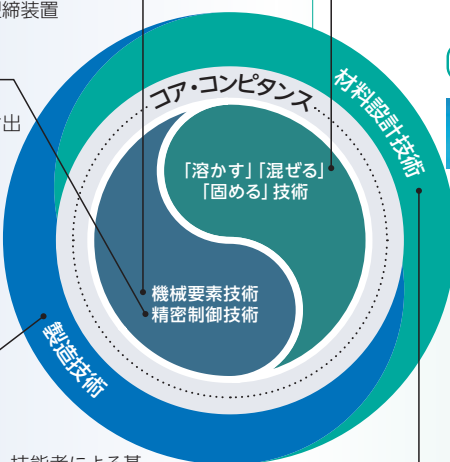 締装置
出
コア・コンピタンス
材料設計技術
「溶かす」「混ぜる」
「固める」技術
機械要素技術
精密制御技術
製造技術
技能者による基